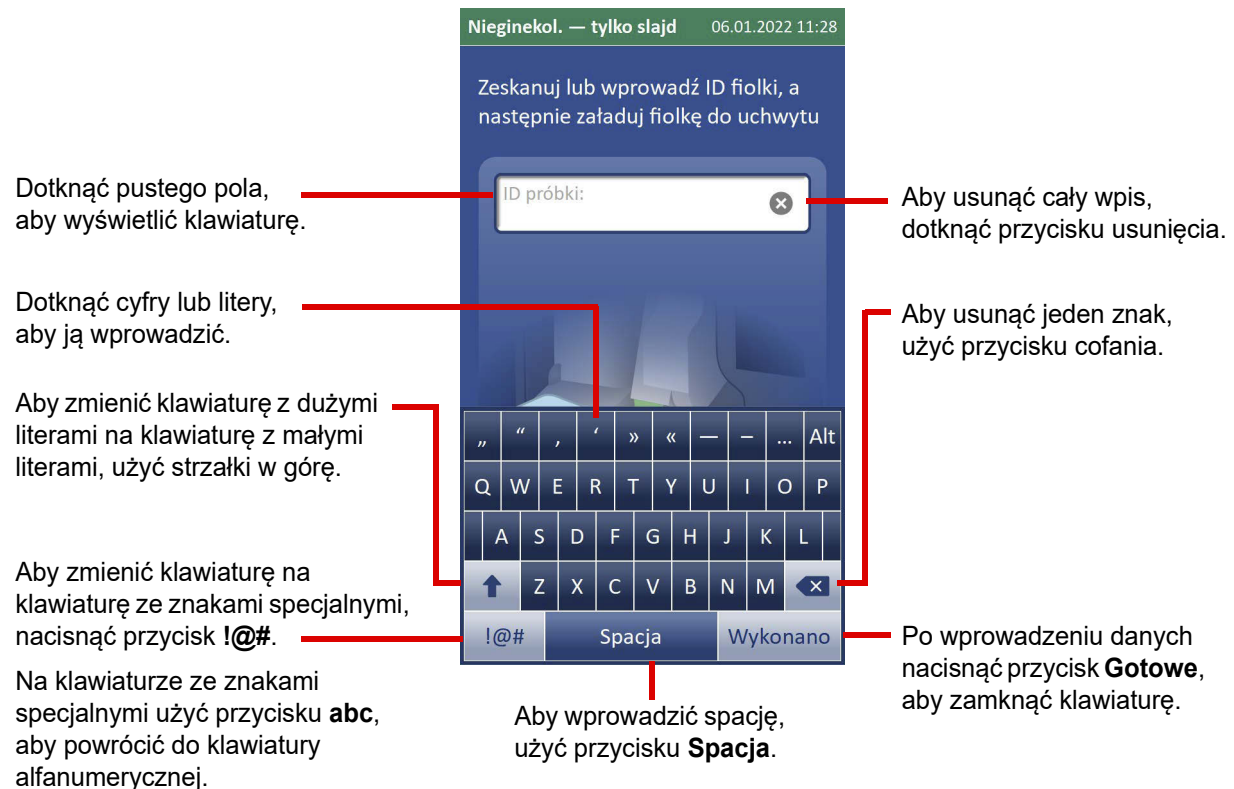 Nieginekol. — tylko slajd 06.01.2022 11:28
Zeskanuj lub wprowadź ID fiolki, a
następnie załaduj fiolkę do uchwytu
ID próbki:
Dotknąć pustego pola,
aby wyświetlić klawiaturę.
Dotknąć cyfry lub litery,
aby ją wprowadzić.
Aby zmienić klawiaturę z dużymi
literami na klawiaturę z małymi
literami, użyć strzałki w górę.
Aby zmienić klawiaturę na
klawiaturę ze znakami specjalnymi,
nacisnąć przycisk !@#.
Na klawiaturze ze znakami
specjalnymi użyć przycisku abc,
aby powrócić do klawiatury
alfanumerycznej.
„ “ , ‘ » « — – … Alt
Q W E R T Y U I O P
A S D F G H J K L
Z X C V B N M
!@# Spacja Wykonano
Aby wprowadzić spację,
użyć przycisku Spacja.
Aby usunąć cały wpis,
dotknąć przycisku usunięcia.
Aby usunąć jeden znak,
użyć przycisku cofania.
Po wprowadzeniu danych
nacisnąć przycisk Gotowe,
aby zamknąć klawiaturę.